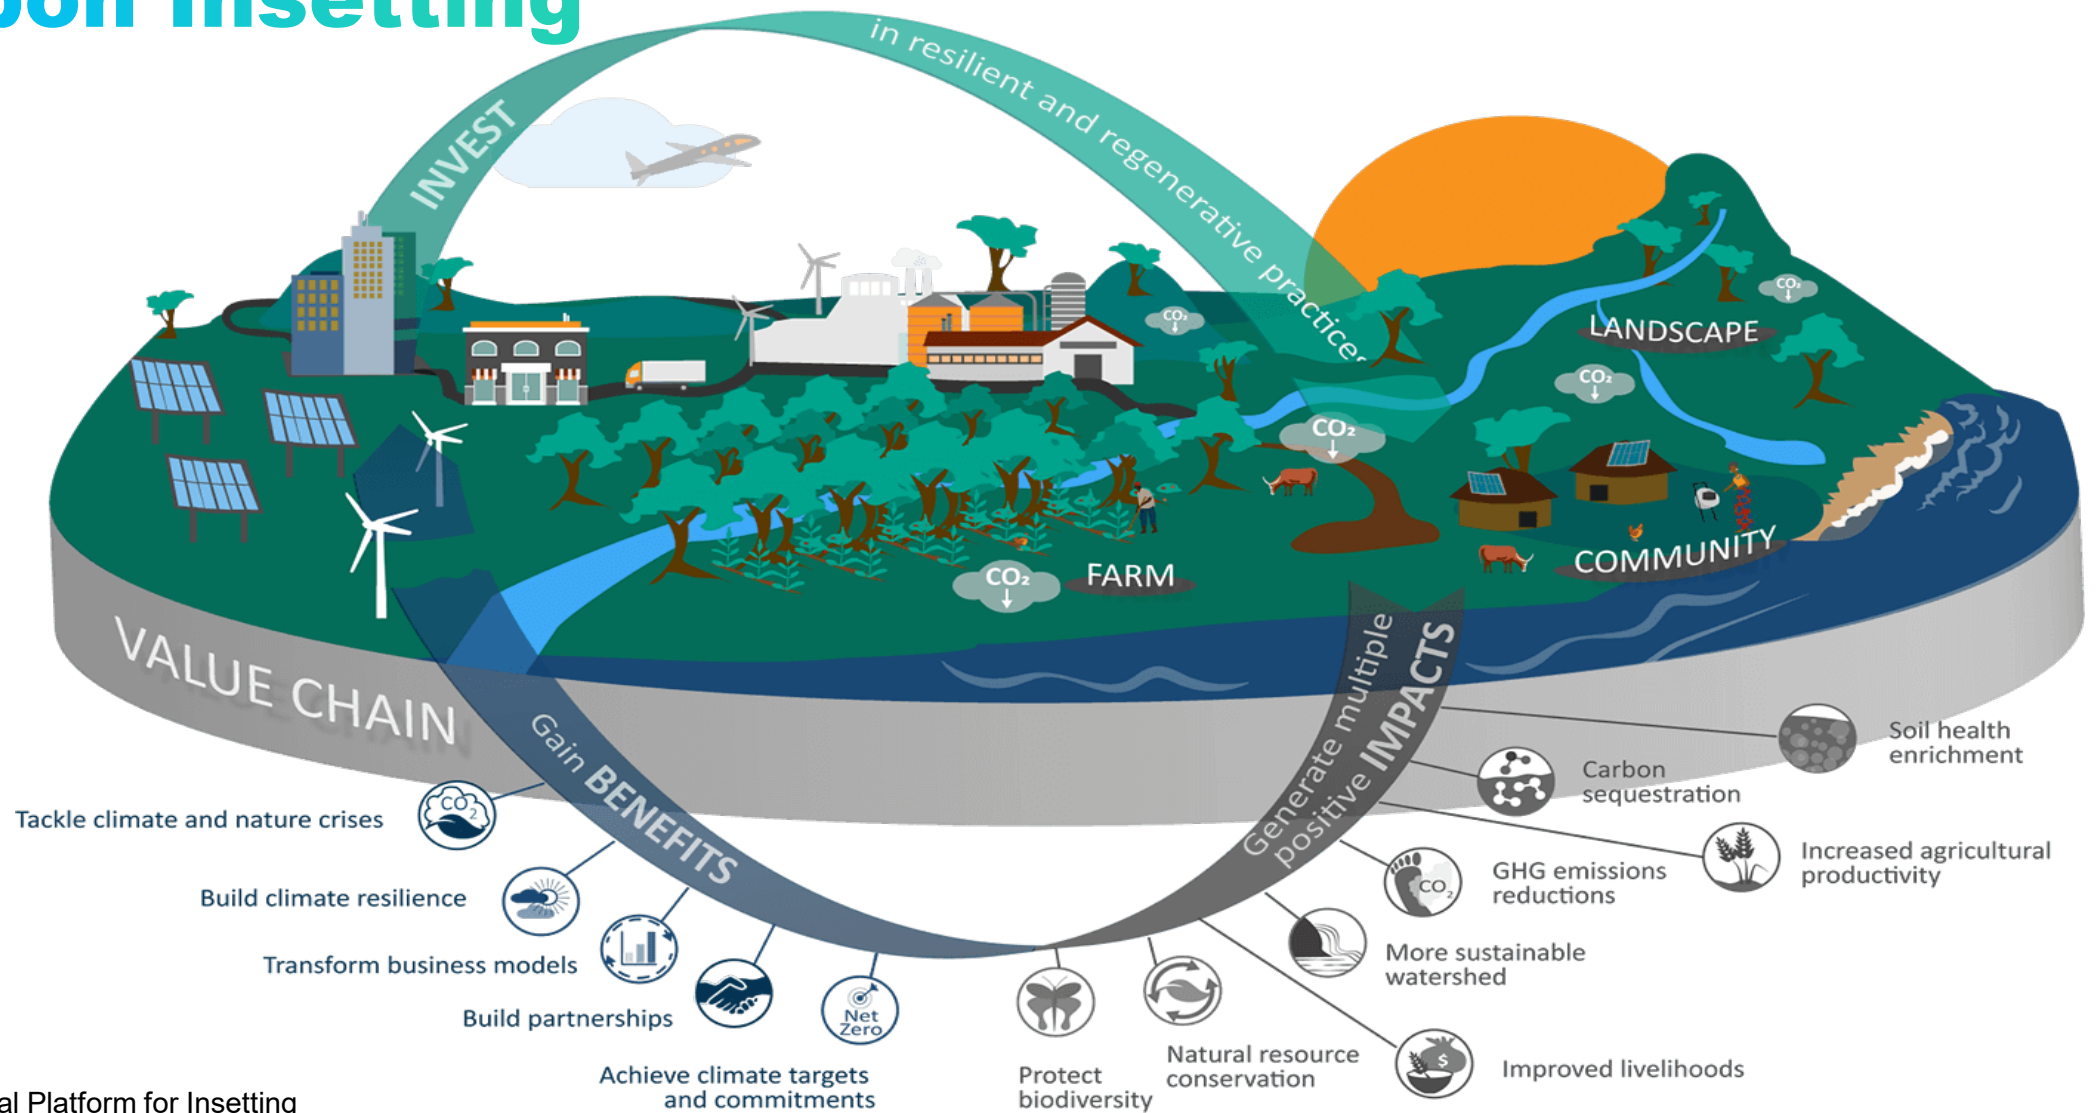 bon Insetting
INVEST
in resilient and regenerative practices
CO₂
CO₂
LANDSCAPE
CO₂
CO₂
CO₂
FARM
COMMUNITY
VALUE CHAIN
Gain BENEFITS
Generate multiple
positive IMPACTS
Tackle climate and nature crises
CO2
Build climate resilience
Transform business models
Build partnerships
Net
Zero
Achieve climate targets
and commitments
Soil health
enrichment
Carbon
sequestration
Increased agricultural
productivity
GHG emissions
reductions
CO2
More sustainable
watershed
$
Improved livelihoods
Natural resource
conservation
Protect
biodiversity
al Platform for Insetting